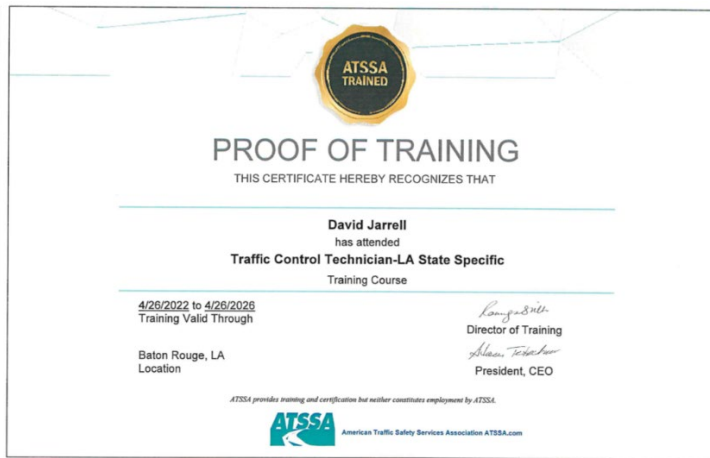 ATSSA
TRAINED
PROOF OF TRAINING
THIS CERTIFICATE HEREBY RECOGNIZES THAT
David Jarrell
has attended
Traffic Control Technician-LA State Specific
Training Course
4/26/2022 to 4/26/2026
Training Valid Through
Director of Training
Baton Rouge, LA
Location
President, CEO
ATSSA provides training and certification but neither constitutes employment by ATSSA.
ATSSA
American Traffic Safety Services Association ATSSA.com